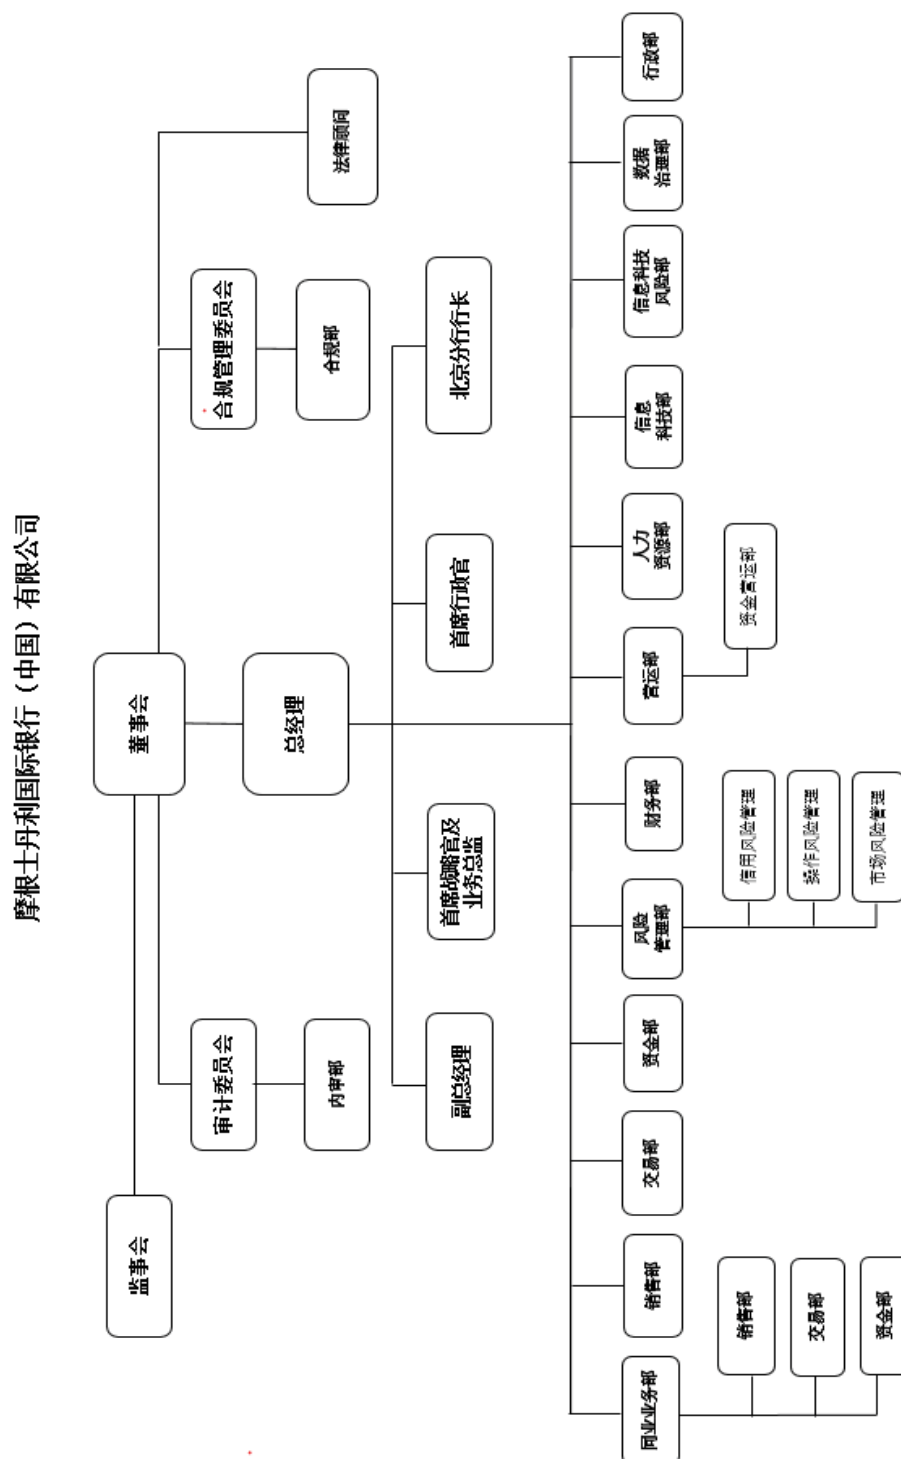 摩根士丹利国际银行（中国）有限公司
监事会
董事会
审计委员会
合规管理委员会
总经理
内审部
合规部
法律顾问
副总经理
首席战略官及
业务总监
首席行政官
北京分行行长
同业业务部
销售部
交易部
资金部
风险
管理部
财务部
营运部
人力
资源部
信息
科技部
信息科技
风险部
数据
治理部
行政部
销售部
交易部
资金部
信用风险管理
操作风险管理
市场风险管理
资金营运部